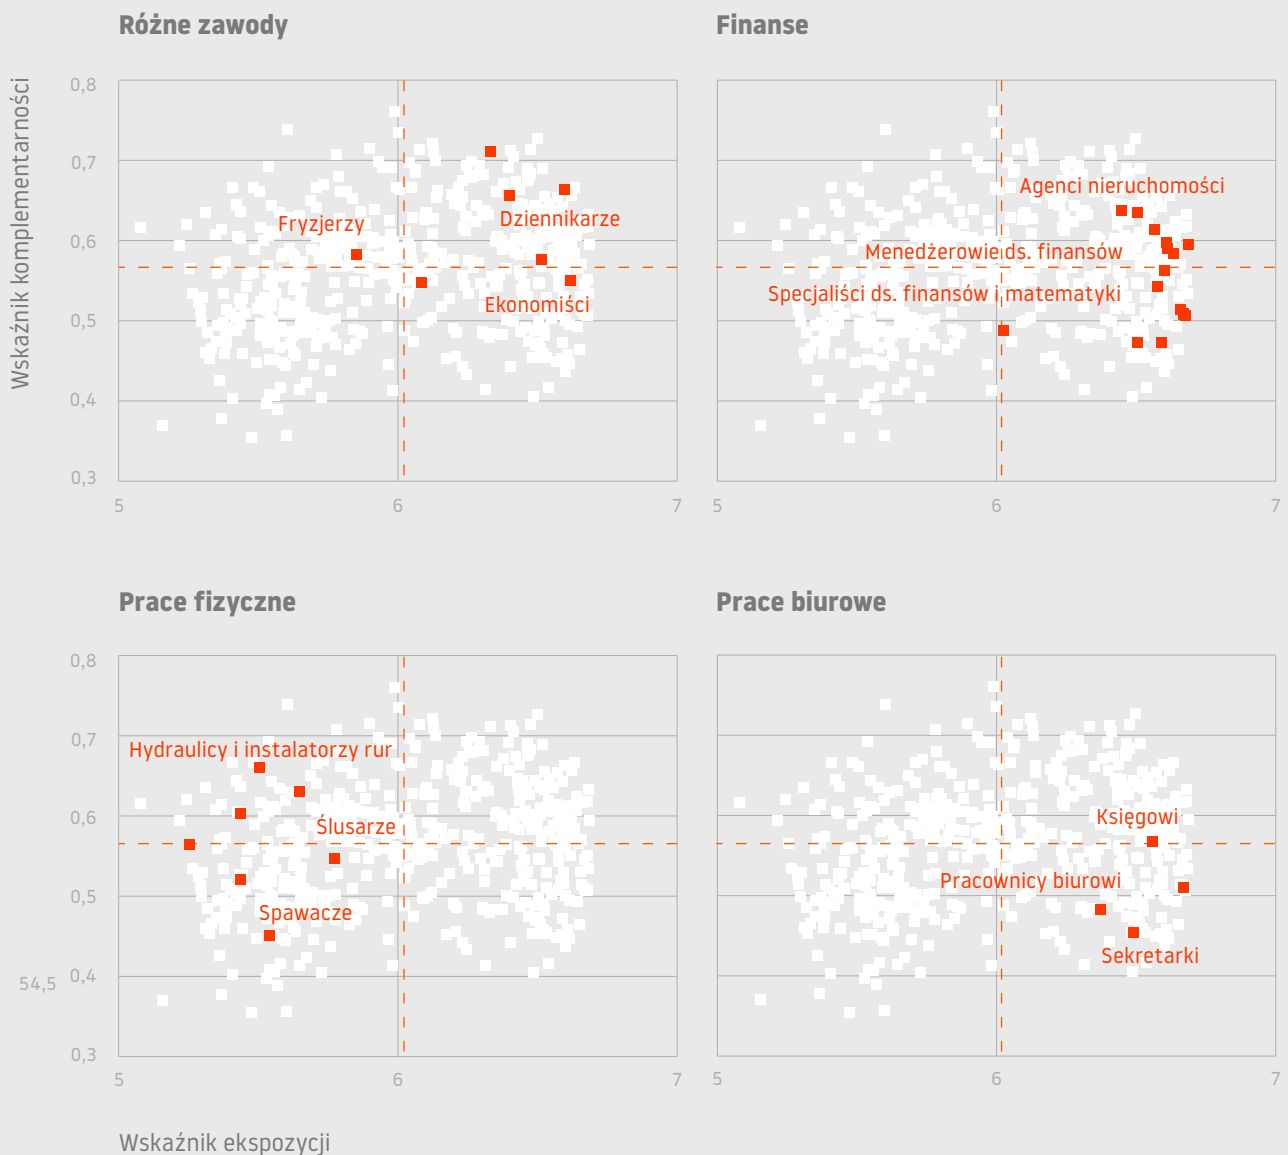 Różne zawody
Finanse
Wskaźnik komplementarności
0,8
0,7
0,6
0,5
0,4
0,3
Fryzjerzy
Dziennikarze
Ekonomiści
5
6
7
Agenci nieruchomości
Menedżerowie ds. finansów
Specjaliści ds. finansów i matematyki
5
6
7
Prace fizyczne
Prace biurowe
0,8
0,7
0,6
0,5
54,5
0,4
0,3
Hydraulicy i instalatorzy rur
Ślusarze
Spawacze
5
6
7
Księgowi
Pracownicy biurowi
Sekretarki
5
6
7
Wskaźnik ekspozycji